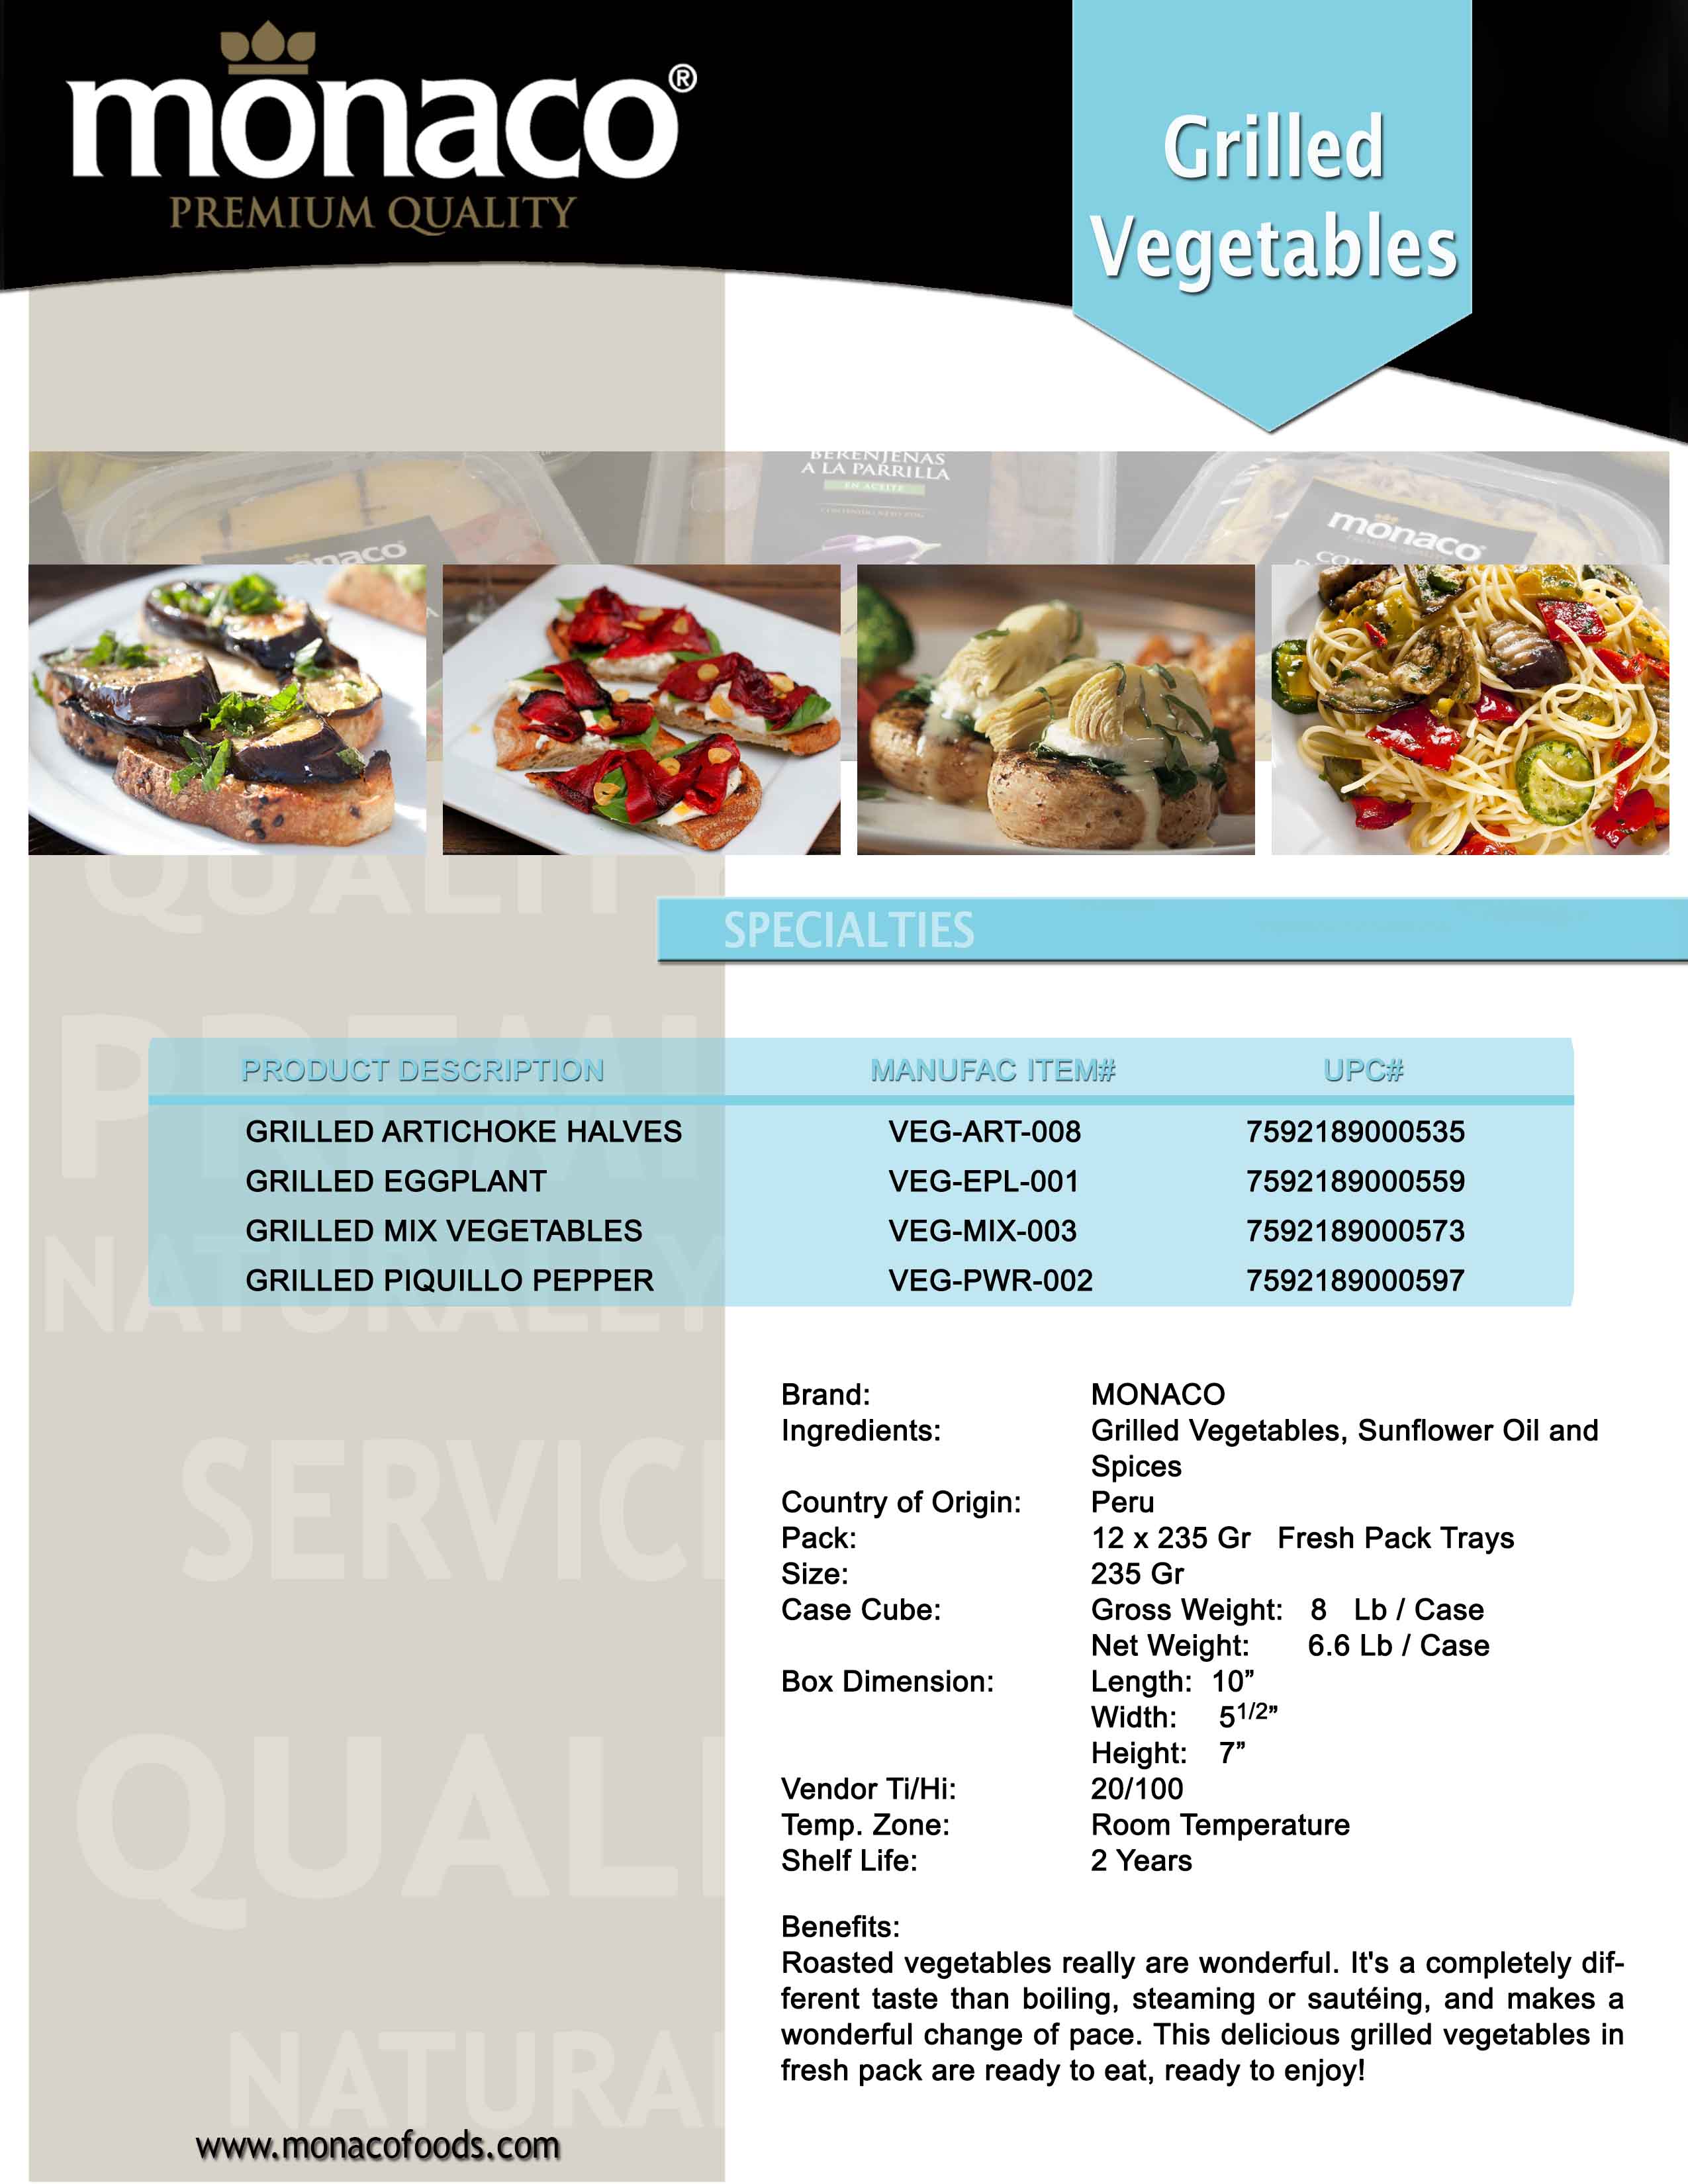 monaco®
PREMIUM QUALITY
Grilled
Vegetables
BERENJENAS
A LA PARRILLA
EN ACEITE
monaco
monaco
QUALITY
SPECIALTIES
PREMI
PRODUCT DESCRIPTION MANUFAC ITEM# UPC#
GRILLED ARTICHOKE HALVES VEG-ART-008 7592189000535
GRILLED EGGPLANT VEG-EPL-001 7592189000559
GRILLED MIX VEGETABLES VEG-MIX-003 7592189000573
GRILLED PIQUILLO PEPPER VEG-PWR-002 7592189000597
NATURALLY
Brand: MONACO
Ingredients: Grilled Vegetables, Sunflower Oil and
Spices
Country of Origin: Peru
Pack: 12 x 235 Gr Fresh Pack Trays
Size: 235 Gr
Case Cube: Gross Weight: 8 Lb / Case
Net Weight: 6.6 Lb / Case
Box Dimension: Length: 10”
Width: 5 1/2”
Height: 7”
Vendor Ti/Hi: 20/100
Temp. Zone: Room Temperature
Shelf Life: 2 Years
SERVIC
QUALI
Benefits:
Roasted vegetables really are wonderful. It's a completely dif-
ferent taste than boiling, steaming or sautéing, and makes a
wonderful change of pace. This delicious grilled vegetables in
fresh pack are ready to eat, ready to enjoy!
NATURA
www.monacofoods.com